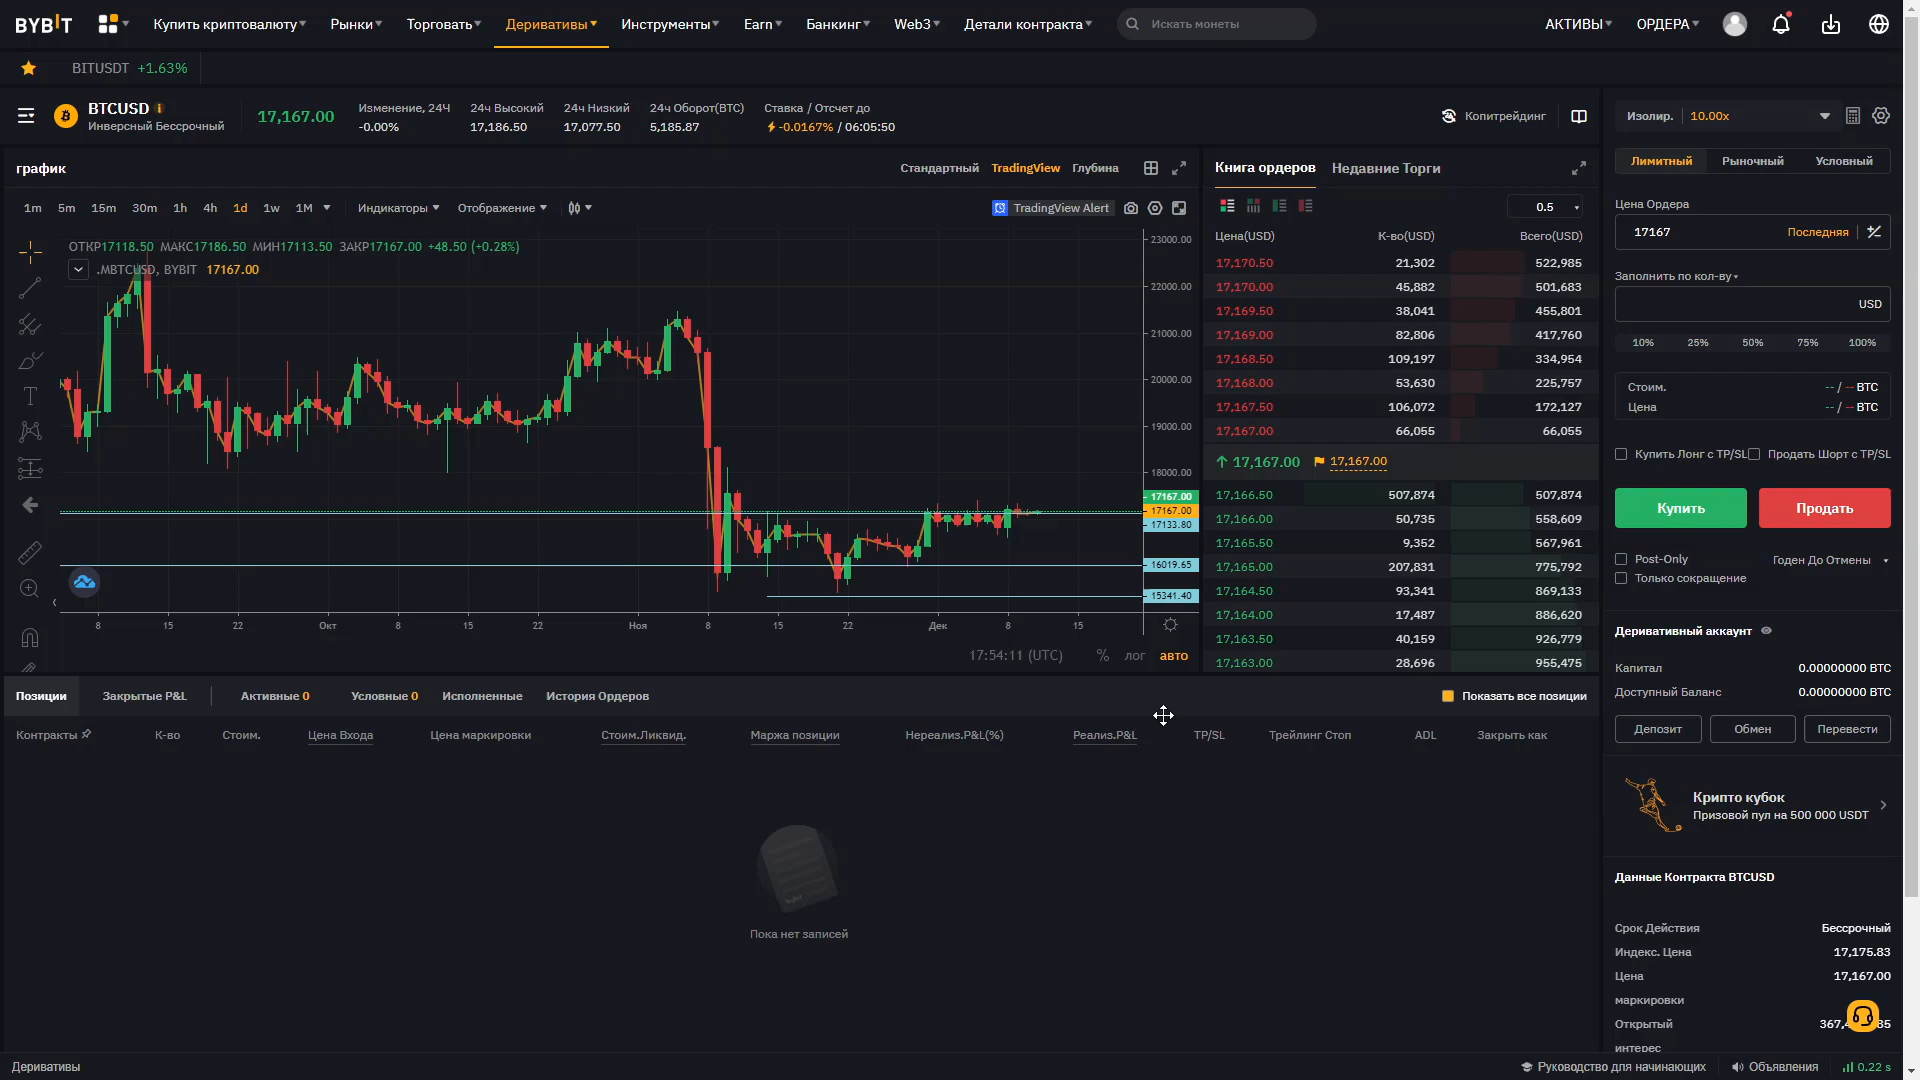 BYBIT Купить криптовалюту Рынки Торговать Деривативы Инструменты Earn Банкинг Web3 Детали контракта Искать монеты АКТИВЫ ОРДЕРА
BITUSDT +1.63%
BTCUSD
Инверсный Бессрочный
17,167.00
Изменение, 24Ч 24ч Высокий 24ч Низкий 24ч Оборот(BTC) Ставка / Отсчет до
-0.00% 17,186.50 17,077.50 5,185.87 -0.0167% / 06:05:50
Копитрейдинг
график Стандартный TradingView Глубина
1m 5m 15m 30m 1h 4h 1d 1w 1M Индикаторы Отображение TradingView Alert
ОТКР17118.50 МАКС17186.50 МИН17113.50 ЗАКР17167.00 +48.50 (+0.28%)
.MBTCUSD, BYBIT 17167.00
23000.00
22000.00
21000.00
20000.00
19000.00
18000.00
17167.00
17167.00
17133.80
16019.65
15341.40
8 15 22 Окт 8 15 22 Ноя 8 15 22 Дек 8 15
17:54:11 (UTC) % лог авто
Книга ордеров Недавние Торги
0.5
Цена(USD) К-во(USD) Всего(USD)
17,170.50 21,302 522,985
17,170.00 45,882 501,683
17,169.50 38,041 455,801
17,169.00 82,806 417,760
17,168.50 109,197 334,954
17,168.00 53,630 225,757
17,167.50 106,072 172,127
17,167.00 66,055 66,055
17,167.00 17,167.00
17,166.50 507,874 507,874
17,166.00 50,735 558,609
17,165.50 9,352 567,961
17,165.00 207,831 775,792
17,164.50 93,341 869,133
17,164.00 17,487 886,620
17,163.50 40,159 926,779
17,163.00 28,696 955,475
Изолир. 10.00x
Лимитный Рыночный Условный
Цена Ордера
17167 Последняя
Заполнить по кол-ву
USD
10% 25% 50% 75% 100%
Стоим. -- / -- BTC
Цена -- / -- BTC
Купить Лонг с TP/SL Продать Шорт с TP/SL
Купить Продать
Post-Only Годен До Отмены
Только сокращение
Деривативный аккаунт
Капитал 0.00000000 BTC
Доступный Баланс 0.00000000 BTC
Депозит Обмен Перевести
Крипто кубок
Призовой пул на 500 000 USDT
Данные Контракта BTCUSD
Срок Действия Бессрочный
Индекс. Цена 17,175.83
Цена 17,167.00
маркировки
Открытый
интерес
Позиции Закрытые P&L Активные 0 Условные 0 Исполненные История Ордеров Показать все позиции
Контракты К-во Стоим. Цена Входа Цена маркировки Стоим.Ликвид. Маржа позиции Нереализ.P&L(%) Реализ.P&L TP/SL Трейлинг Стоп ADL Закрыть как
Пока нет записей
Деривативы Руководство для начинающих Объявления 0.22 s